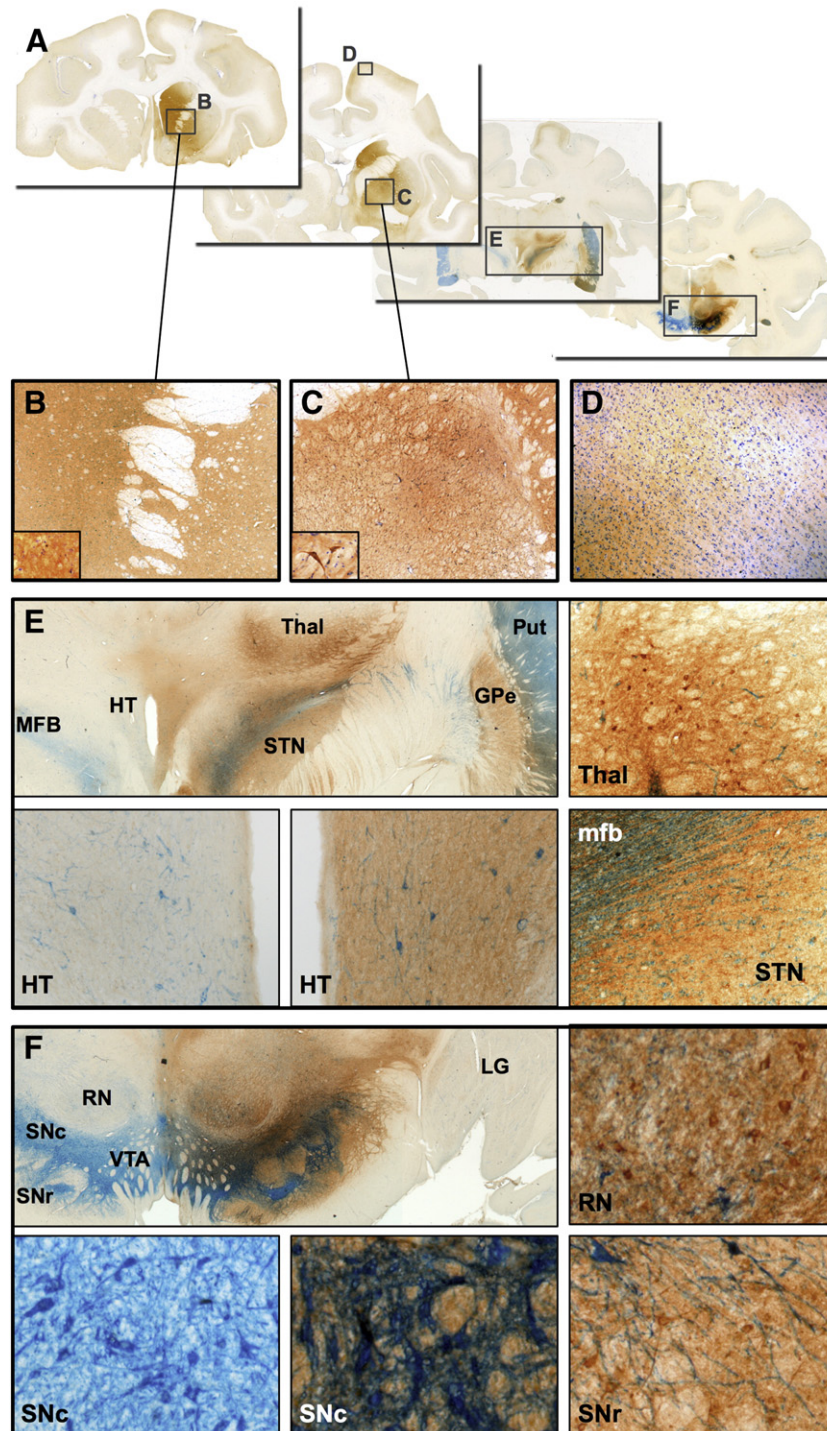 A
B
D
C
E
F
B
C
D
E
Thal
Put
HT
GPe
MFB
STN
Thal
HT
HT
mfb
STN
F
LG
RN
SNc
VTA
SNr
RN
SNc
SNc
SNr